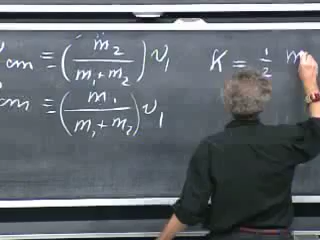 cm = (m₂ / (m₁ + m₂)) v₁
K = 1/2 m
cm = (m₁ / (m₁ + m₂)) v₁